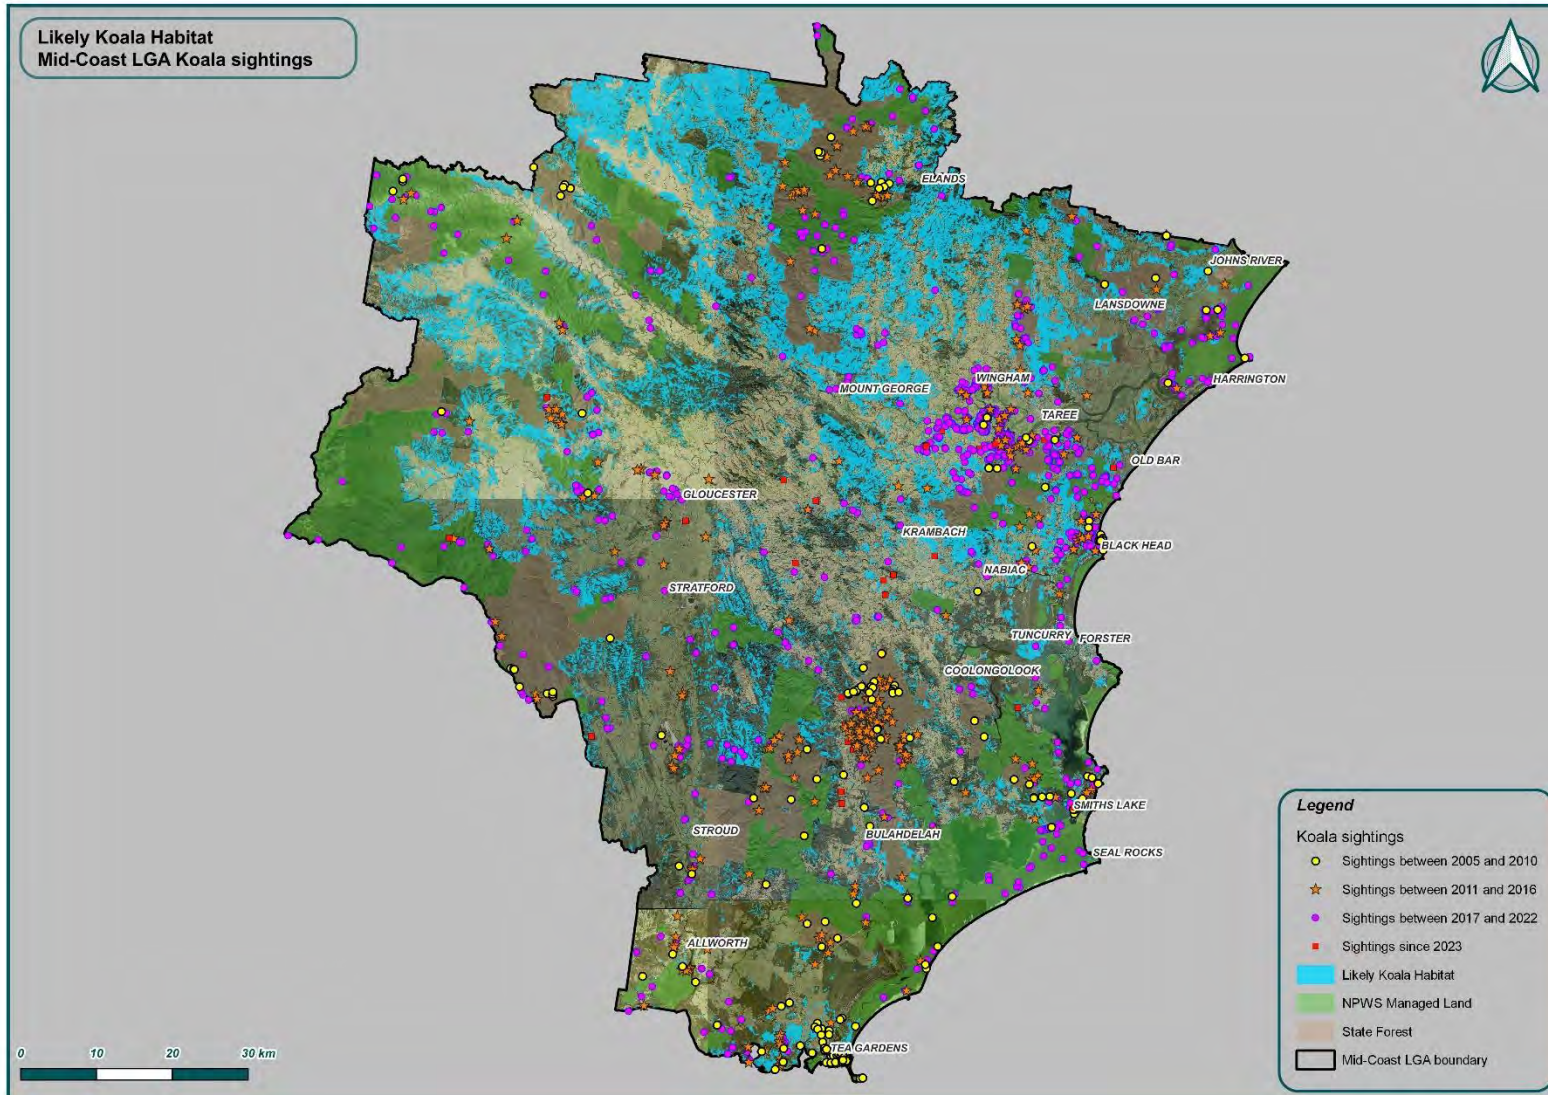 Likely Koala Habitat
Mid-Coast LGA Koala sightings
ELANDS
JOHNS RIVER
LANSDOWNE
HARRINGTON
MOUNT GEORGE
WINGHAM
TAREE
OLD BAR
GLOUCESTER
KRAMBACH
BLACK HEAD
NABIAC
STRATFORD
TUNCURRY
FORSTER
COOLONGOLOOK
SMITHS LAKE
STROUD
BULAHDELAH
SEAL ROCKS
ALLWORTH
TEA GARDENS
0 10 20 30 km
Legend
Koala sightings
Sightings between 2005 and 2010
Sightings between 2011 and 2016
Sightings between 2017 and 2022
Sightings since 2023
Likely Koala Habitat
NPWS Managed Land
State Forest
Mid-Coast LGA boundary